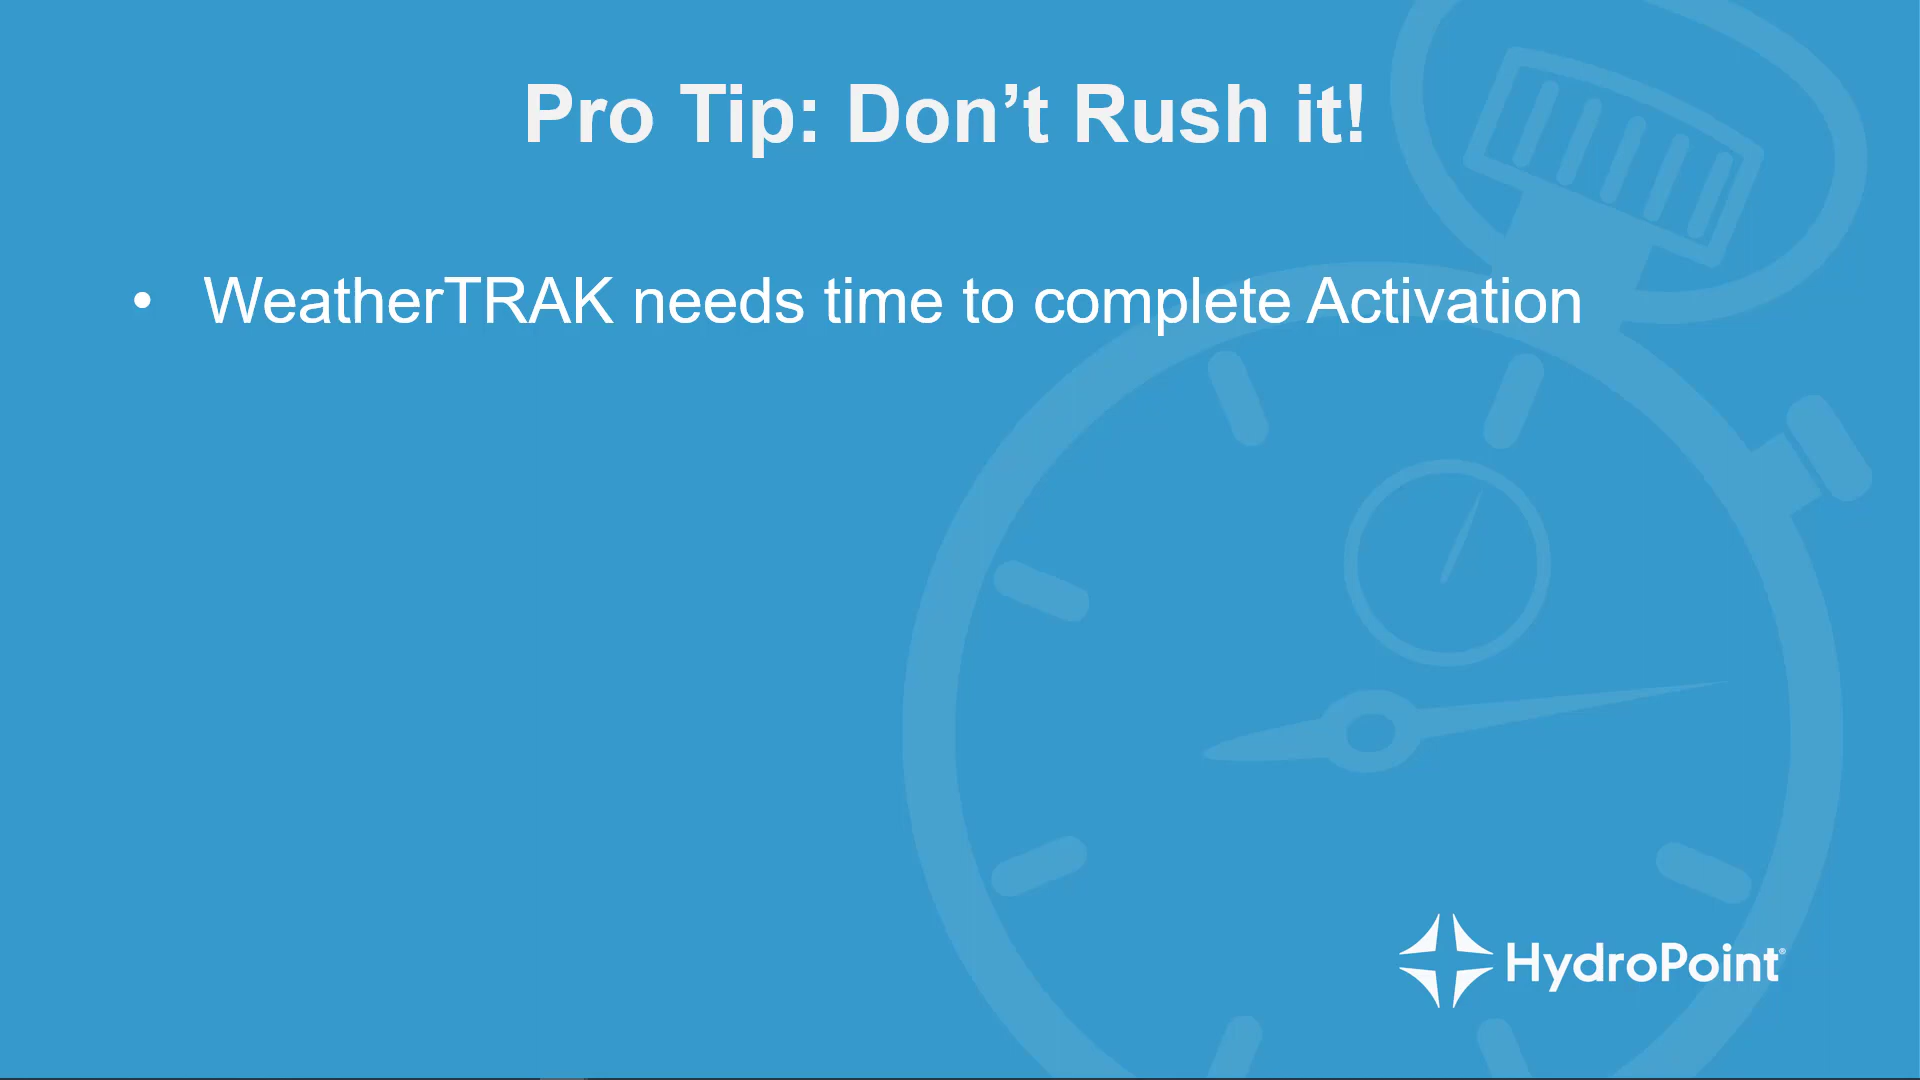 Pro Tip: Don’t Rush it!
• WeatherTRAK needs time to complete Activation
HydroPoint®